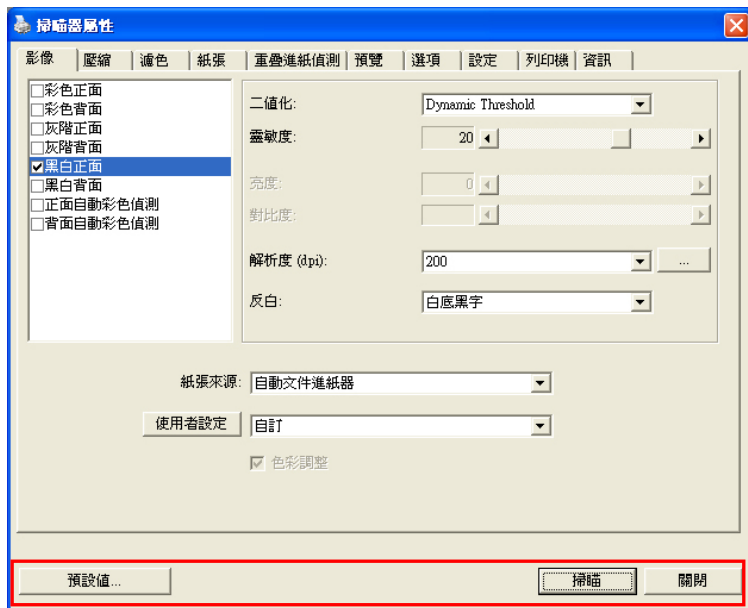 掃瞄器屬性
影像 壓縮 濾色 紙張 重疊進紙偵測 預覽 選項 設定 列印機 資訊
彩色正面
彩色背面
灰階正面
灰階背面
黑白正面
黑白背面
正面自動彩色偵測
背面自動彩色偵測
二值化: Dynamic Threshold
靈敏度: 20
亮度: 0
對比度:
解析度 (dpi): 200 ...
反白: 白底黑字
紙張來源: 自動文件進紙器
使用者設定 自訂
色彩調整
預設值... 掃瞄 關閉